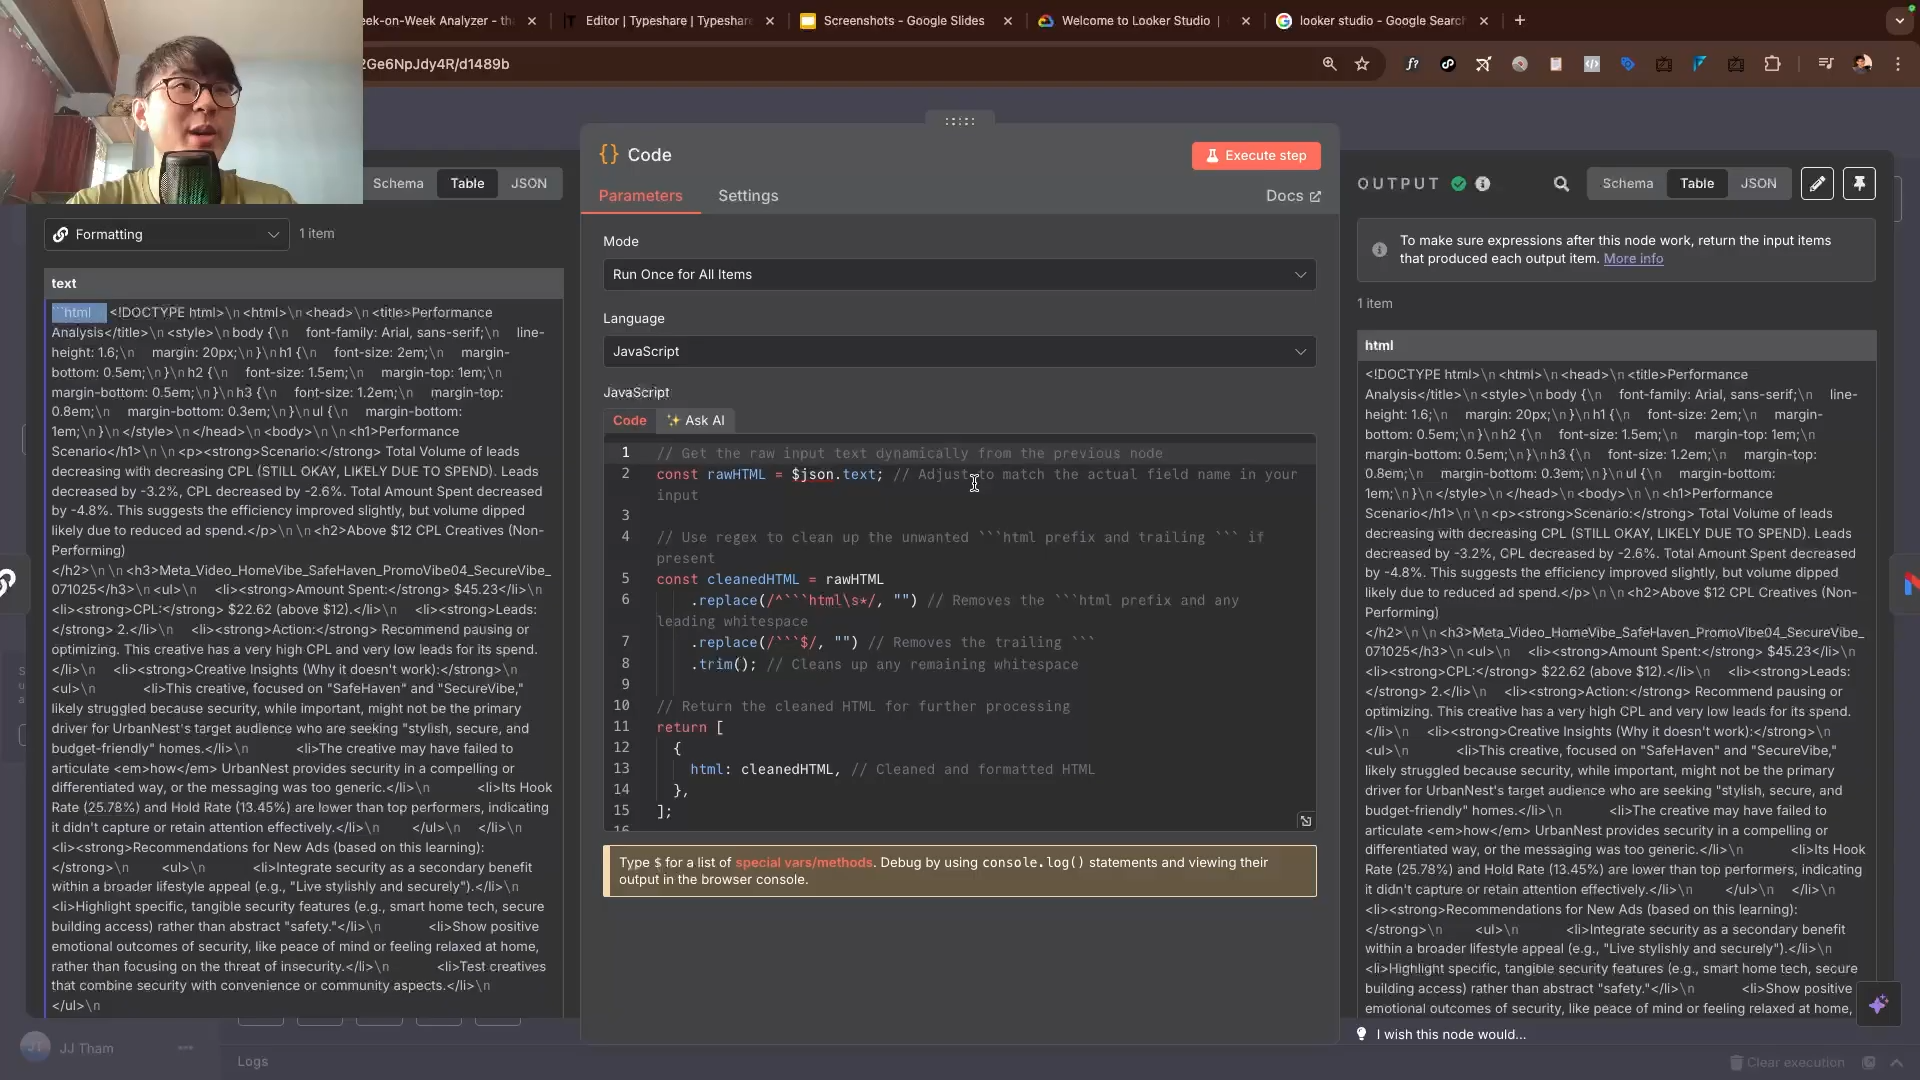 eek-on-Week Analyzer - th
Editor | Typeshare | Typeshar
Screenshots - Google Slides
Welcome to Looker Studio |
looker studio - Google Search
2Ge6NpJdy4R/d1489b
Schema
Table
JSON
Formatting
1 item
text
```html <!DOCTYPE html>\n <html>\n <head>\n <title>Performance
Analysis</title>\n <style>\n body {\n font-family: Arial, sans-serif;\n line-
height: 1.6;\n margin: 20px;\n }\n h1 {\n font-size: 2em;\n margin-
bottom: 0.5em;\n }\n h2 {\n font-size: 1.5em;\n margin-top: 1em;\n
margin-bottom: 0.5em;\n }\n h3 {\n font-size: 1.2em;\n margin-top:
0.8em;\n margin-bottom: 0.3em;\n }\n ul {\n margin-bottom:
1em;\n }\n </style>\n </head>\n <body>\n \n <h1>Performance
Scenario</h1>\n \n <p><strong>Scenario:</strong> Total Volume of leads
decreasing with decreasing CPL (STILL OKAY, LIKELY DUE TO SPEND). Leads
decreased by -3.2%, CPL decreased by -2.6%. Total Amount Spent decreased
by -4.8%. This suggests the efficiency improved slightly, but volume dipped
likely due to reduced ad spend.</p>\n \n <h2>Above $12 CPL Creatives (Non-
Performing)
</h2>\n \n <h3>Meta_Video_HomeVibe_SafeHaven_PromoVibe04_SecureVibe_
071025</h3>\n <ul>\n <li><strong>Amount Spent:</strong> $45.23</li>\n
<li><strong>CPL:</strong> $22.62 (above $12).</li>\n <li><strong>Leads:
</strong> 2.</li>\n <li><strong>Action:</strong> Recommend pausing or
optimizing. This creative has a very high CPL and very low leads for its spend.
</li>\n <li><strong>Creative Insights (Why it doesn't work):</strong>\n
<ul>\n <li>This creative, focused on "SafeHaven" and "SecureVibe,"
likely struggled because security, while important, might not be the primary
driver for UrbanNest's target audience who are seeking "stylish, secure, and
budget-friendly" homes.</li>\n <li>The creative may have failed to
articulate <em>how</em> UrbanNest provides security in a compelling or
differentiated way, or the messaging was too generic.</li>\n <li>Its Hook
Rate (25.78%) and Hold Rate (13.45%) are lower than top performers, indicating
it didn't capture or retain attention effectively.</li>\n </ul>\n </li>\n
<li><strong>Recommendations for New Ads (based on this learning):
</strong>\n <ul>\n <li>Integrate security as a secondary benefit
within a broader lifestyle appeal (e.g., "Live stylishly and securely").</li>\n
<li>Highlight specific, tangible security features (e.g., smart home tech, secure
building access) rather than abstract "safety."</li>\n <li>Show positive
emotional outcomes of security, like peace of mind or feeling relaxed at home,
rather than focusing on the threat of insecurity.</li>\n <li>Test creatives
that combine security with convenience or community aspects.</li>\n
</ul>\n
JJ Tham
Logs
{} Code
Execute step
Parameters
Settings
Docs
Mode
Run Once for All Items
Language
JavaScript
JavaScript
Code
Ask AI
1 // Get the raw input text dynamically from the previous node
2 const rawHTML = $json.text; // Adjust to match the actual field name in your
input
3
4 // Use regex to clean up the unwanted ```html prefix and trailing ``` if
present
5 const cleanedHTML = rawHTML
6 .replace(/^```html\s*/, "") // Removes the ```html prefix and any
leading whitespace
7 .replace(/```$/, "") // Removes the trailing ```
8 .trim(); // Cleans up any remaining whitespace
9
10 // Return the cleaned HTML for further processing
11 return [
12 {
13 html: cleanedHTML, // Cleaned and formatted HTML
14 },
15 ];
16
Type $ for a list of special vars/methods. Debug by using console.log() statements and viewing their
output in the browser console.
OUTPUT
Schema
Table
JSON
To make sure expressions after this node work, return the input items
that produced each output item. More info
1 item
html
<!DOCTYPE html>\n <html>\n <head>\n <title>Performance
Analysis</title>\n <style>\n body {\n font-family: Arial, sans-serif;\n line-
height: 1.6;\n margin: 20px;\n }\n h1 {\n font-size: 2em;\n margin-
bottom: 0.5em;\n }\n h2 {\n font-size: 1.5em;\n margin-top: 1em;\n
margin-bottom: 0.5em;\n }\n h3 {\n font-size: 1.2em;\n margin-top:
0.8em;\n margin-bottom: 0.3em;\n }\n ul {\n margin-bottom:
1em;\n }\n </style>\n </head>\n <body>\n \n <h1>Performance
Scenario</h1>\n \n <p><strong>Scenario:</strong> Total Volume of leads
decreasing with decreasing CPL (STILL OKAY, LIKELY DUE TO SPEND). Leads
decreased by -3.2%, CPL decreased by -2.6%. Total Amount Spent decreased
by -4.8%. This suggests the efficiency improved slightly, but volume dipped
likely due to reduced ad spend.</p>\n \n <h2>Above $12 CPL Creatives (Non-
Performing)
</h2>\n \n <h3>Meta_Video_HomeVibe_SafeHaven_PromoVibe04_SecureVibe_
071025</h3>\n <ul>\n <li><strong>Amount Spent:</strong> $45.23</li>\n
<li><strong>CPL:</strong> $22.62 (above $12).</li>\n <li><strong>Leads:
</strong> 2.</li>\n <li><strong>Action:</strong> Recommend pausing or
optimizing. This creative has a very high CPL and very low leads for its spend.
</li>\n <li><strong>Creative Insights (Why it doesn't work):</strong>\n
<ul>\n <li>This creative, focused on "SafeHaven" and "SecureVibe,"
likely struggled because security, while important, might not be the primary
driver for UrbanNest's target audience who are seeking "stylish, secure, and
budget-friendly" homes.</li>\n <li>The creative may have failed to
articulate <em>how</em> UrbanNest provides security in a compelling or
differentiated way, or the messaging was too generic.</li>\n <li>Its Hook
Rate (25.78%) and Hold Rate (13.45%) are lower than top performers, indicating
it didn't capture or retain attention effectively.</li>\n </ul>\n </li>\n
<li><strong>Recommendations for New Ads (based on this learning):
</strong>\n <ul>\n <li>Integrate security as a secondary benefit
within a broader lifestyle appeal (e.g., "Live stylishly and securely").</li>\n
<li>Highlight specific, tangible security features (e.g., smart home tech, secure
building access) rather than abstract "safety."</li>\n <li>Show positive
emotional outcomes of security, like peace of mind or feeling relaxed at home,
I wish this node would...
Clear execution